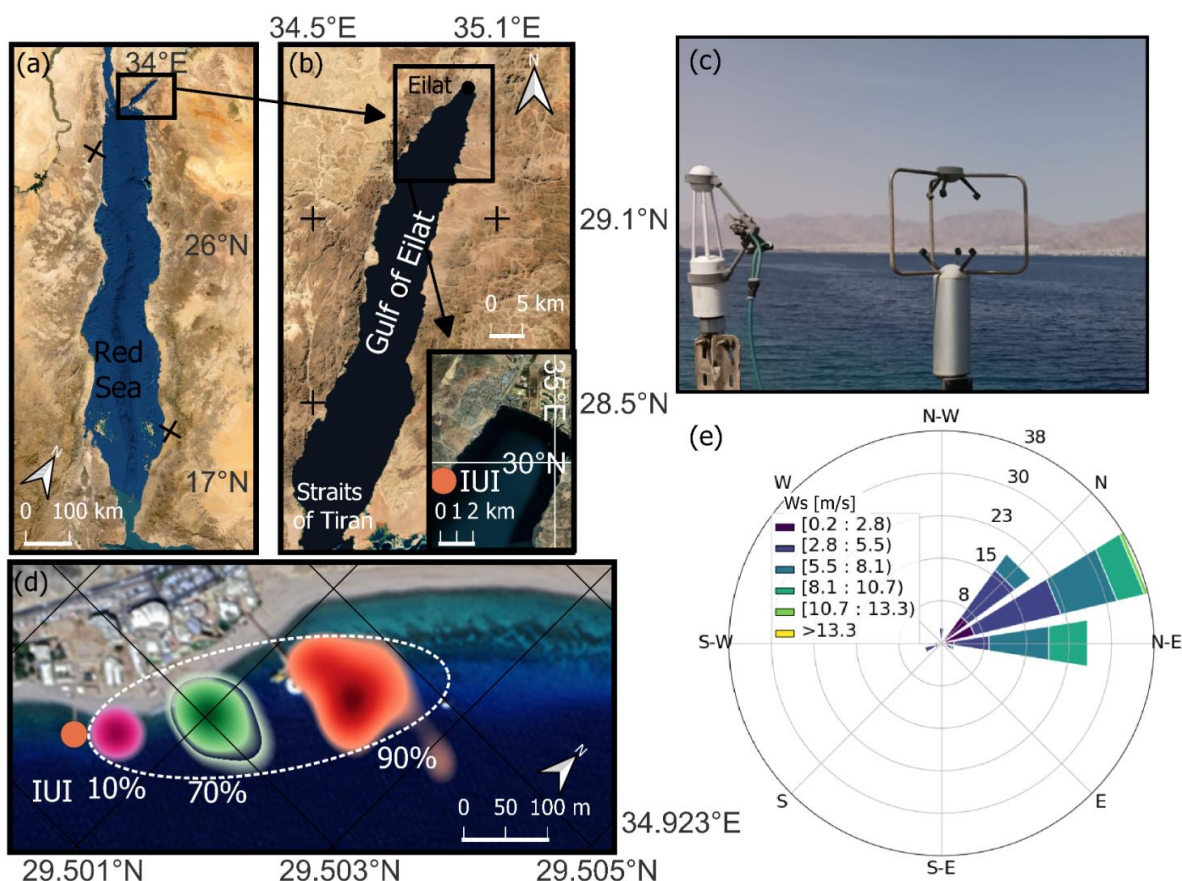 34.5°E 35.1°E
(a)
34°E
26°N
Red
Sea
17°N
N
0 100 km
(b)
Eilat
N
Gulf of Eilat
29.1°N
0 5 km
28.5°N
35°E
30°N
IUI
0 1 2 km
Straits
of Tiran
(c)
(d)
IUI 10% 70% 90%
N
0 50 100 m
34.923°E
29.501°N 29.503°N 29.505°N
(e)
N-W
38
W
30
N
23
15
8
Ws [m/s]
[0.2 : 2.8)
[2.8 : 5.5)
[5.5 : 8.1)
[8.1 : 10.7)
[10.7 : 13.3)
>13.3
S-W
N-E
S
E
S-E